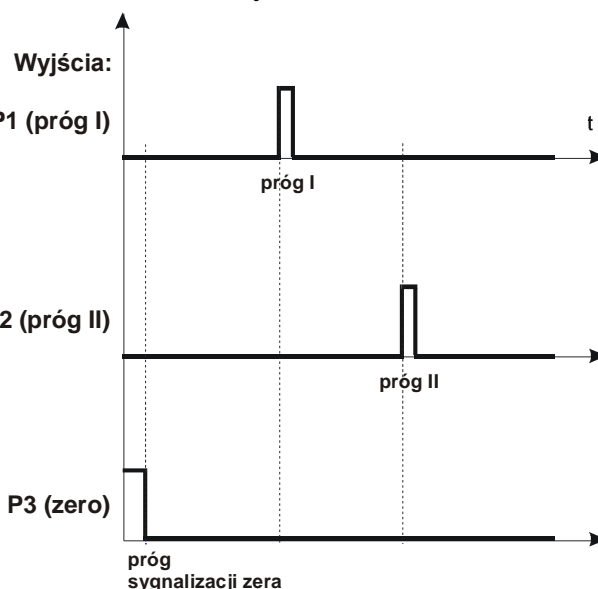 Wyjścia:
P1 (próg I)
t
próg I
2 (próg II)
próg II
P3 (zero)
próg
sygnalizacji zera